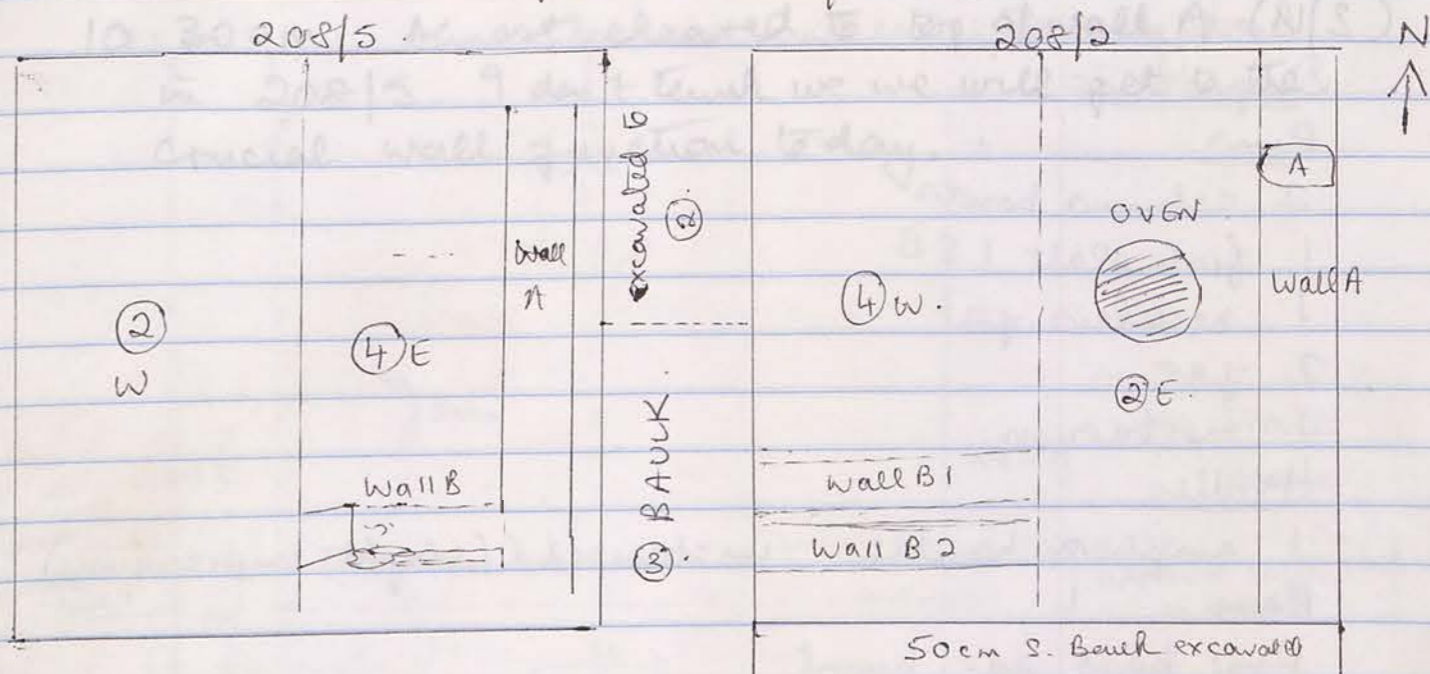 208/5.
208/2
N
A
OVEN
excavated to
②
Wall
A
Wall A
④ W.
②
W
④ E
② E.
③ BAULK.
Wall B
Wall B1
Wall B2
50cm S. Baulk excavated